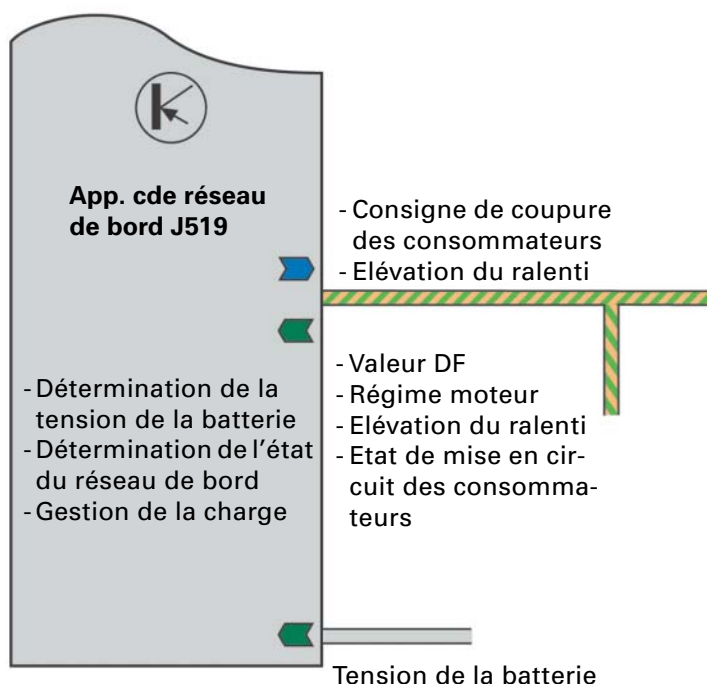 App. cde réseau
de bord J519
- Consigne de coupure
des consommateurs
- Elévation du ralenti
- Valeur DF
- Régime moteur
- Elévation du ralenti
- Etat de mise en cir-
cuit des consomma-
teurs
- Détermination de la
tension de la batterie
- Détermination de l'état
du réseau de bord
- Gestion de la charge
Tension de la batterie